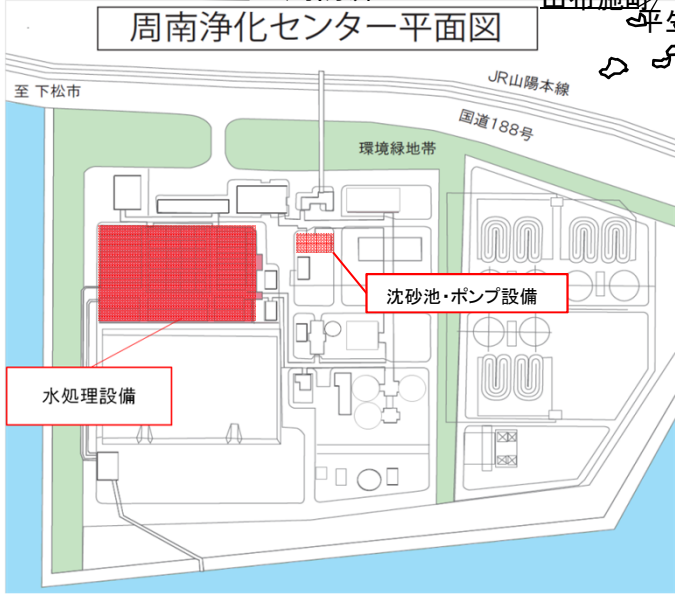 周南浄化センター平面図
JR山陽本線
至 下松市
国道188号
環境緑地帯
沈砂池・ポンプ設備
水処理設備